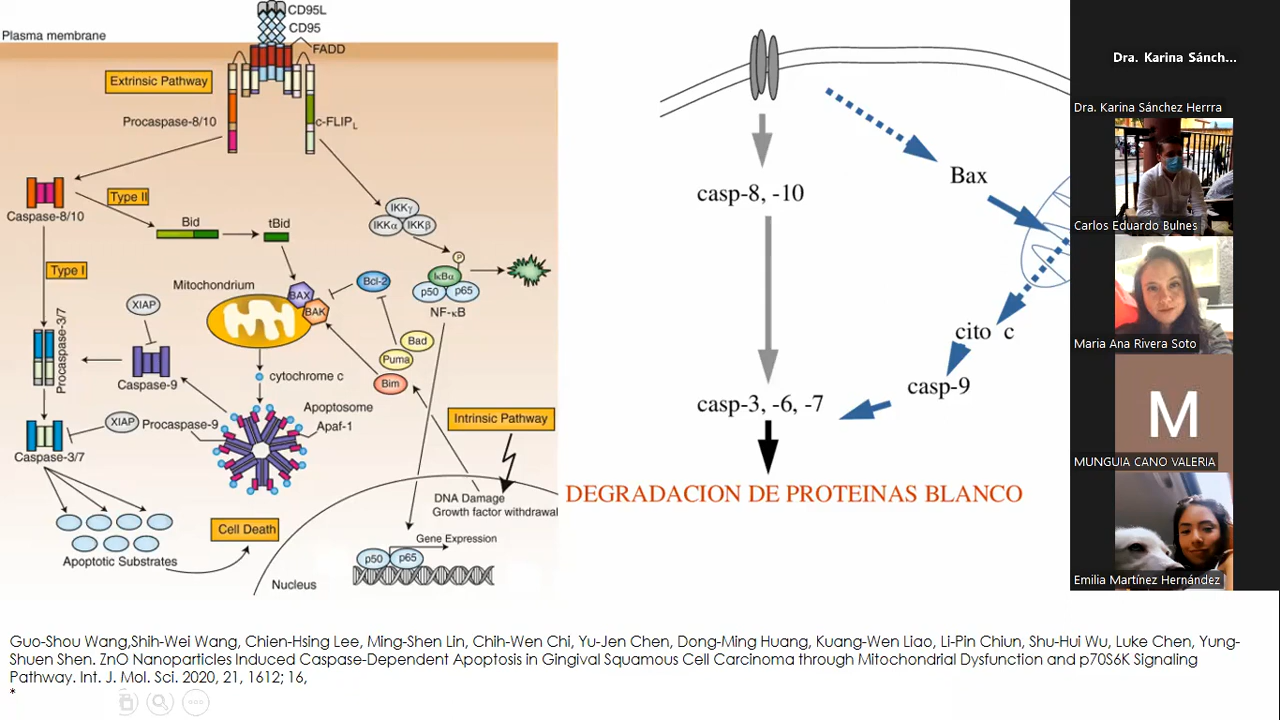 CD95L
CD95
FADD
Plasma membrane
Extrinsic Pathway
Procaspase-8/10
c-FLIPL
Caspase-8/10
Type II
Bid
tBid
IKKγ
IKKα
IKKβ
P
IκBα
p50
p65
NF-κB
Type I
Mitochondrium
BAX
BAK
Bcl-2
XIAP
Procaspase-3/7
Caspase-9
cytochrome c
Bad
Puma
Bim
XIAP
Procaspase-9
Apoptosome
Apaf-1
Intrinsic Pathway
Caspase-3/7
DNA Damage
Growth factor withdrawal
Cell Death
Gene Expression
p50
p65
Apoptotic Substrates
Nucleus
casp-8, -10
Bax
cito c
casp-9
casp-3, -6, -7
DEGRADACION DE PROTEINAS BLANCO
Dra. Karina Sánch...
Dra. Karina Sánchez Herrra
Carlos Eduardo Bulnes
Maria Ana Rivera Soto
M
MUNGUIA CANO VALERIA
Emilia Martínez Hernández
Guo-Shou Wang,Shih-Wei Wang, Chien-Hsing Lee, Ming-Shen Lin, Chih-Wen Chi, Yu-Jen Chen, Dong-Ming Huang, Kuang-Wen Liao, Li-Pin Chiun, Shu-Hui Wu, Luke Chen, Yung-
Shuen Shen. ZnO Nanoparticles Induced Caspase-Dependent Apoptosis in Gingival Squamous Cell Carcinoma through Mitochondrial Dysfunction and p70S6K Signaling
Pathway. Int. J. Mol. Sci. 2020, 21, 1612; 16,
*